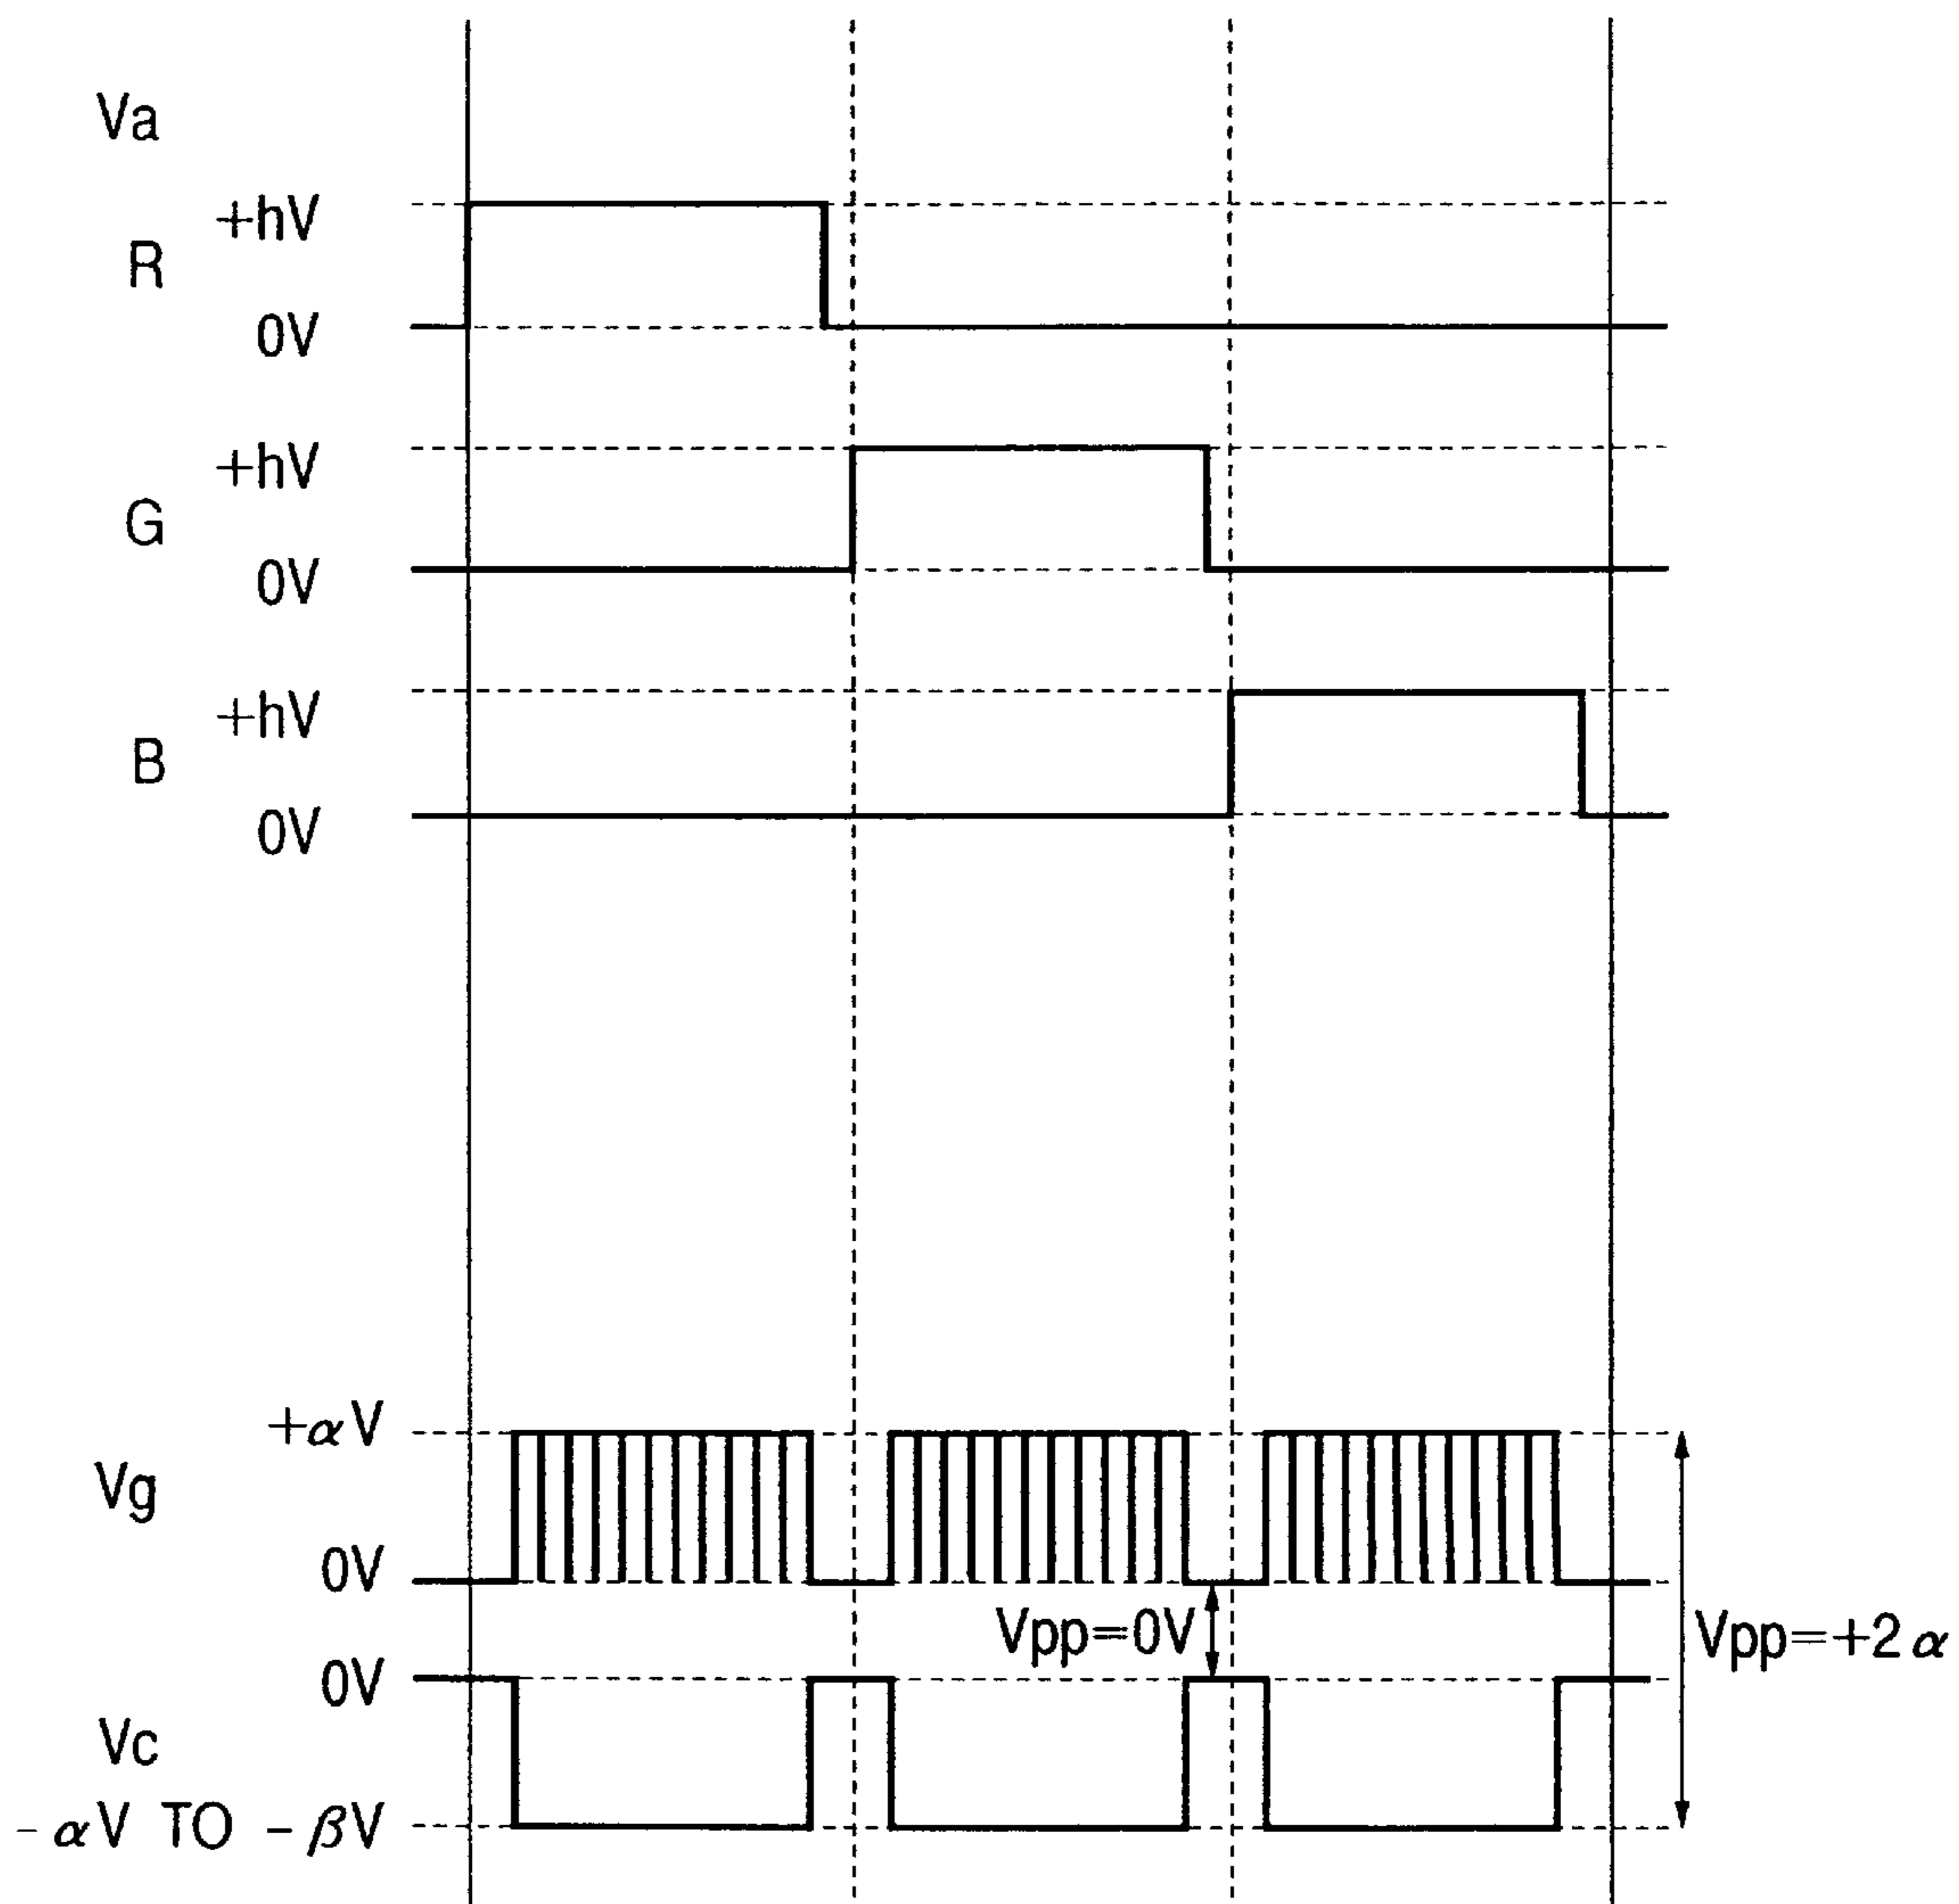 Va
+hV
R
0V
+hV
G
0V
+hV
B
0V
+αV
Vg
0V
Vpp=0V
Vpp=+2α
0V
Vc
-αV TO -βV